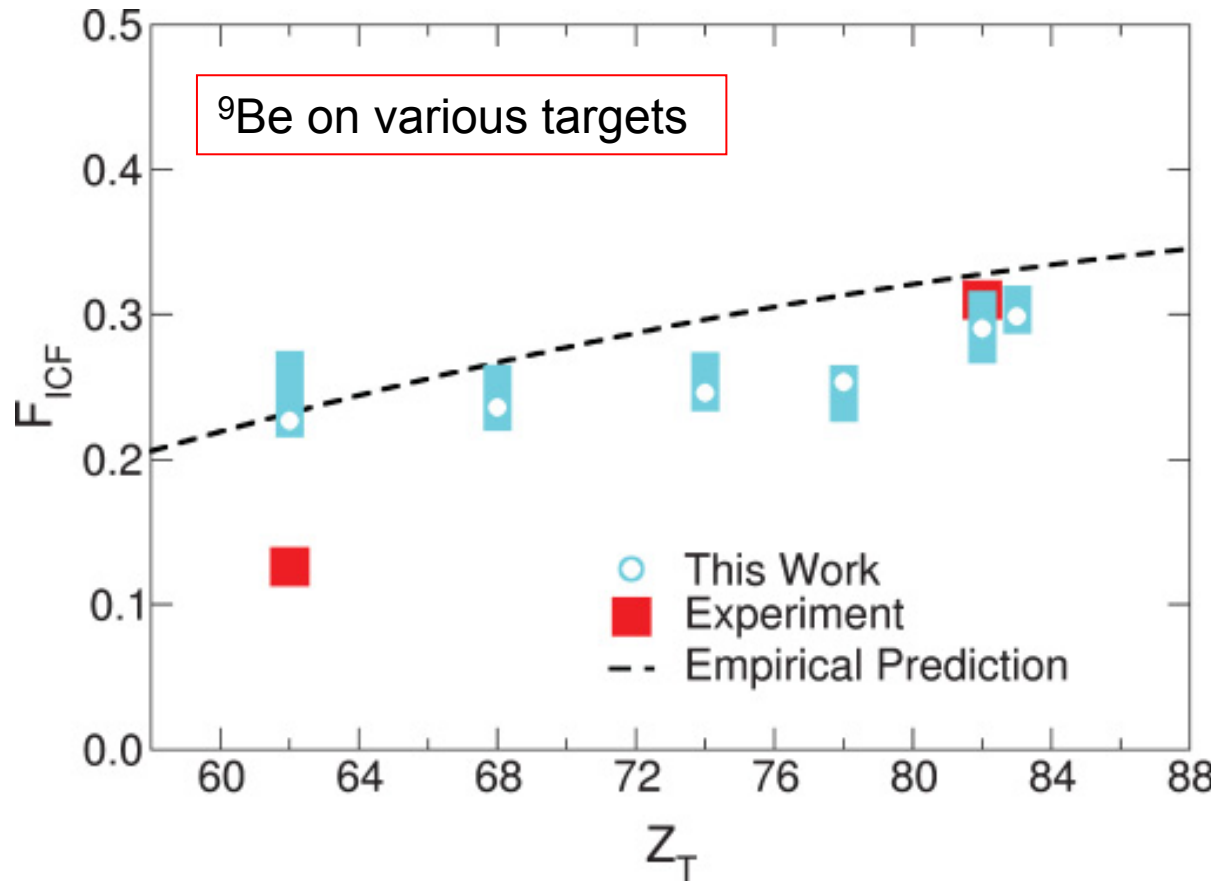 0.5
⁹Be on various targets
0.4
0.3
F_ICF
0.2
This Work
Experiment
0.1
Empirical Prediction
0.0
60 64 68 72 76 80 84 88
Z_T